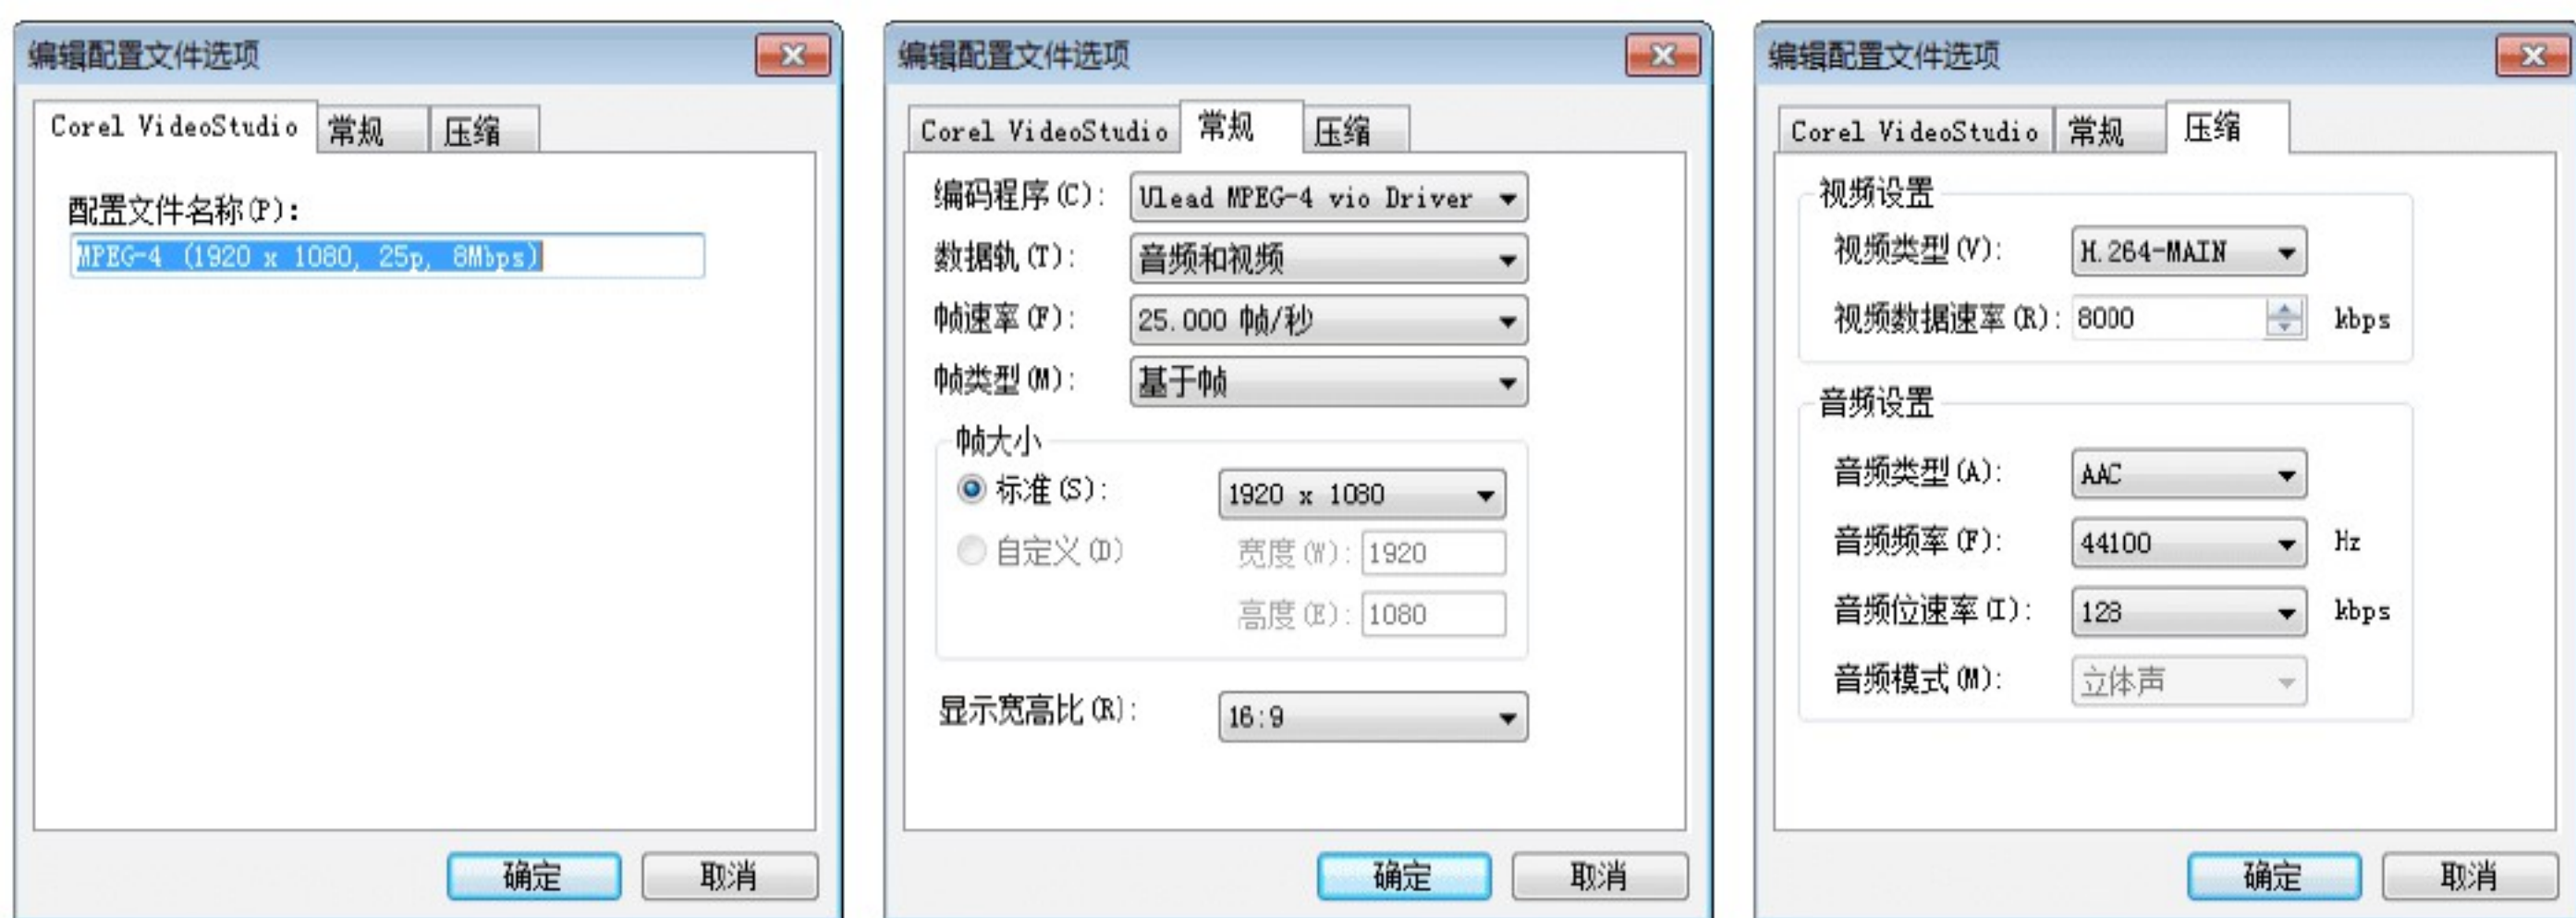 编辑配置文件选项
Corel VideoStudio 常规 压缩
配置文件名称(P):
MPEG-4 (1920 x 1080, 25p, 8Mbps)
确定 取消
编辑配置文件选项
Corel VideoStudio 常规 压缩
编码程序(C): Ulead MPEG-4 vio Driver
数据轨(T): 音频和视频
帧速率(F): 25.000 帧/秒
帧类型(M): 基于帧
帧大小
标准(S): 1920 x 1080
自定义(D) 宽度(W): 1920
高度(E): 1080
显示宽高比(R): 16:9
确定 取消
编辑配置文件选项
Corel VideoStudio 常规 压缩
视频设置
视频类型(V): H.264-MAIN
视频数据速率(R): 8000 kbps
音频设置
音频类型(A): AAC
音频频率(F): 44100 Hz
音频位速率(I): 128 kbps
音频模式(M): 立体声
确定 取消